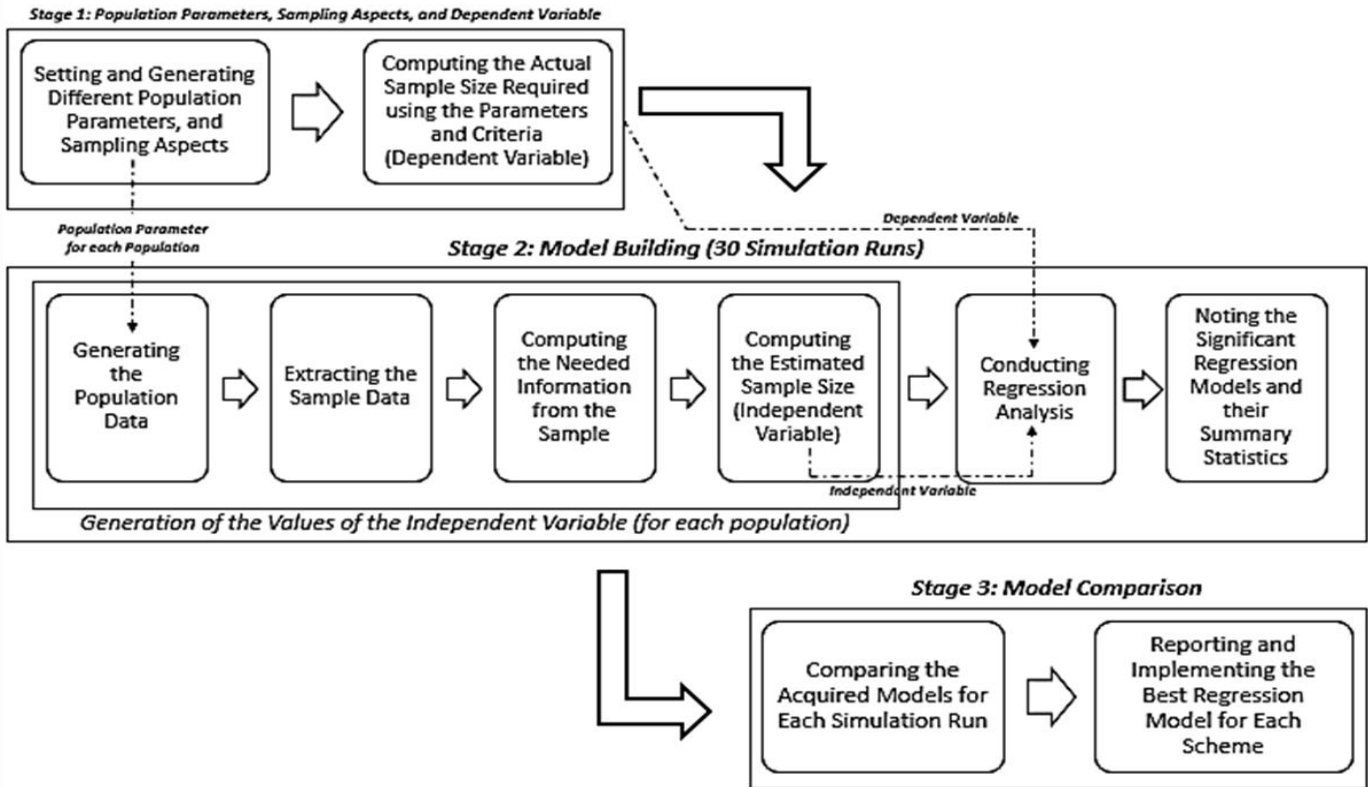 Stage 1: Population Parameters, Sampling Aspects, and Dependent Variable
Setting and Generating
Different Population
Parameters, and
Sampling Aspects
Computing the Actual
Sample Size Required
using the Parameters
and Criteria
(Dependent Variable)
Population Parameter
for each Population
Dependent Variable
Stage 2: Model Building (30 Simulation Runs)
Generating
the
Population
Data
Extracting the
Sample Data
Computing
the Needed
Information
from the
Sample
Computing
the Estimated
Sample Size
(Independent
Variable)
Conducting
Regression
Analysis
Noting the
Significant
Regression
Models and
their
Summary
Statistics
Independent Variable
Generation of the Values of the Independent Variable (for each population)
Stage 3: Model Comparison
Comparing the
Acquired Models for
Each Simulation Run
Reporting and
Implementing the
Best Regression
Model for Each
Scheme